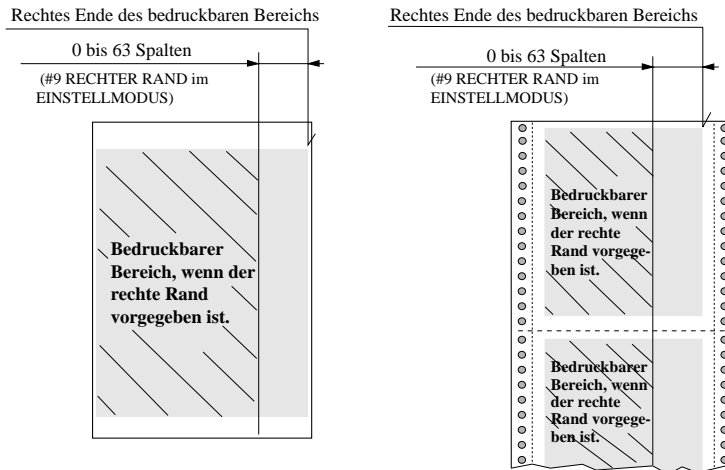 Rechtes Ende des bedruckbaren Bereichs
0 bis 63 Spalten
(#9 RECHTER RAND im
EINSTELLMODUS)
Bedruckbarer
Bereich, wenn der
rechte Rand
vorgegeben ist.
Rechtes Ende des bedruckbaren Bereichs
0 bis 63 Spalten
(#9 RECHTER RAND im
EINSTELLMODUS)
Bedruckbarer
Bereich, wenn
der rechte
Rand vorgege-
ben ist.
Bedruckbarer
Bereich, wenn
der rechte
Rand vorgege-
ben ist.